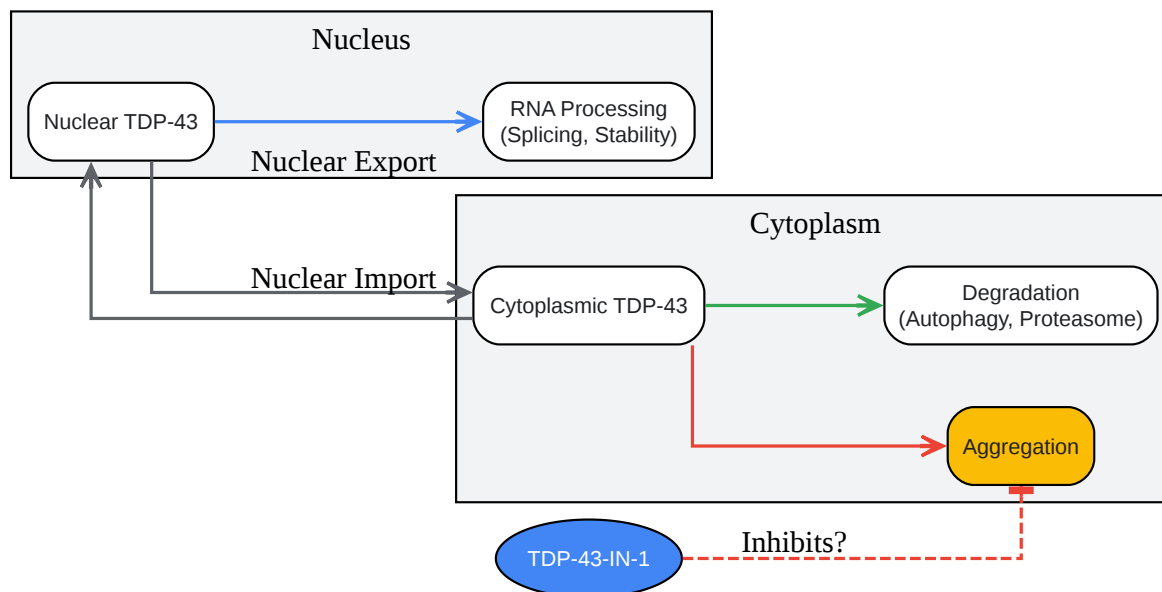 Nucleus
Nuclear TDP-43
RNA Processing
(Splicing, Stability)
Nuclear Export
Cytoplasm
Nuclear Import
Cytoplasmic TDP-43
Degradation
(Autophagy, Proteasome)
Aggregation
TDP-43-IN-1
Inhibits?